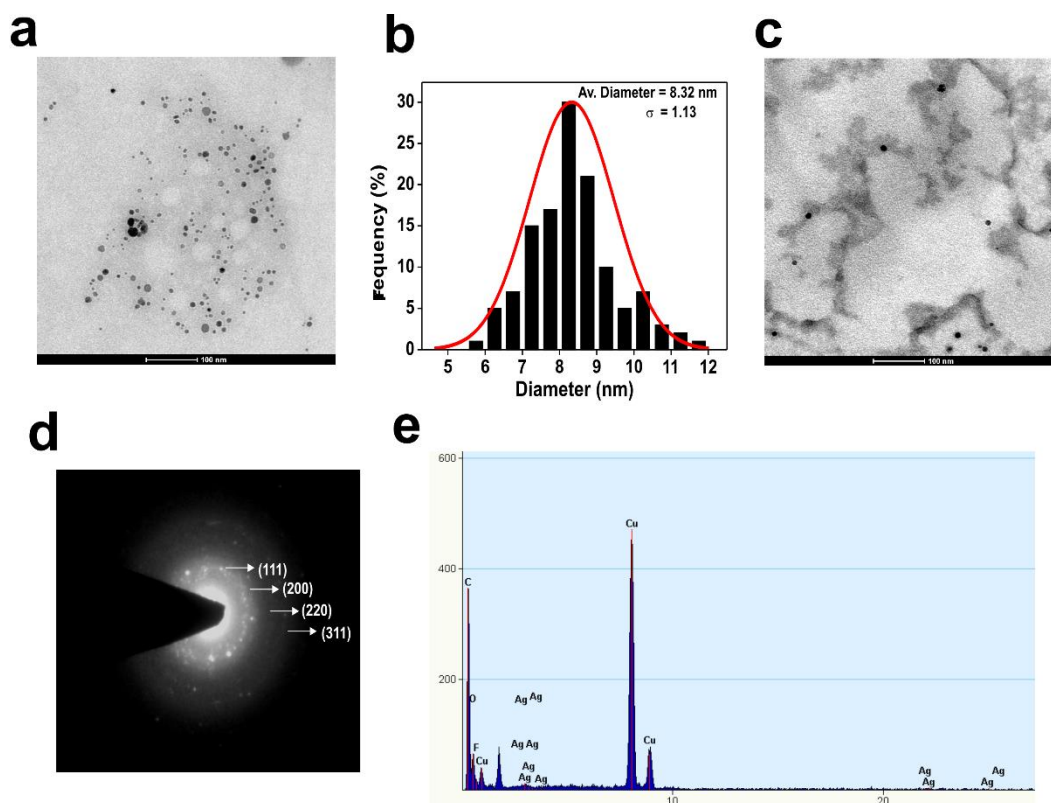 a
100 nm
b
Av. Diameter = 8.32 nm
σ = 1.13
Fequency (%)
30
25
20
15
10
5
0
5 6 7 8 9 10 11 12
Diameter (nm)
c
100 nm
d
(111)
(200)
(220)
(311)
e
600
400
200
C
O
F
Cu
Ag Ag
Ag Ag
Ag
Ag Ag
Cu
Cu
Ag Ag
Ag Ag
10 20